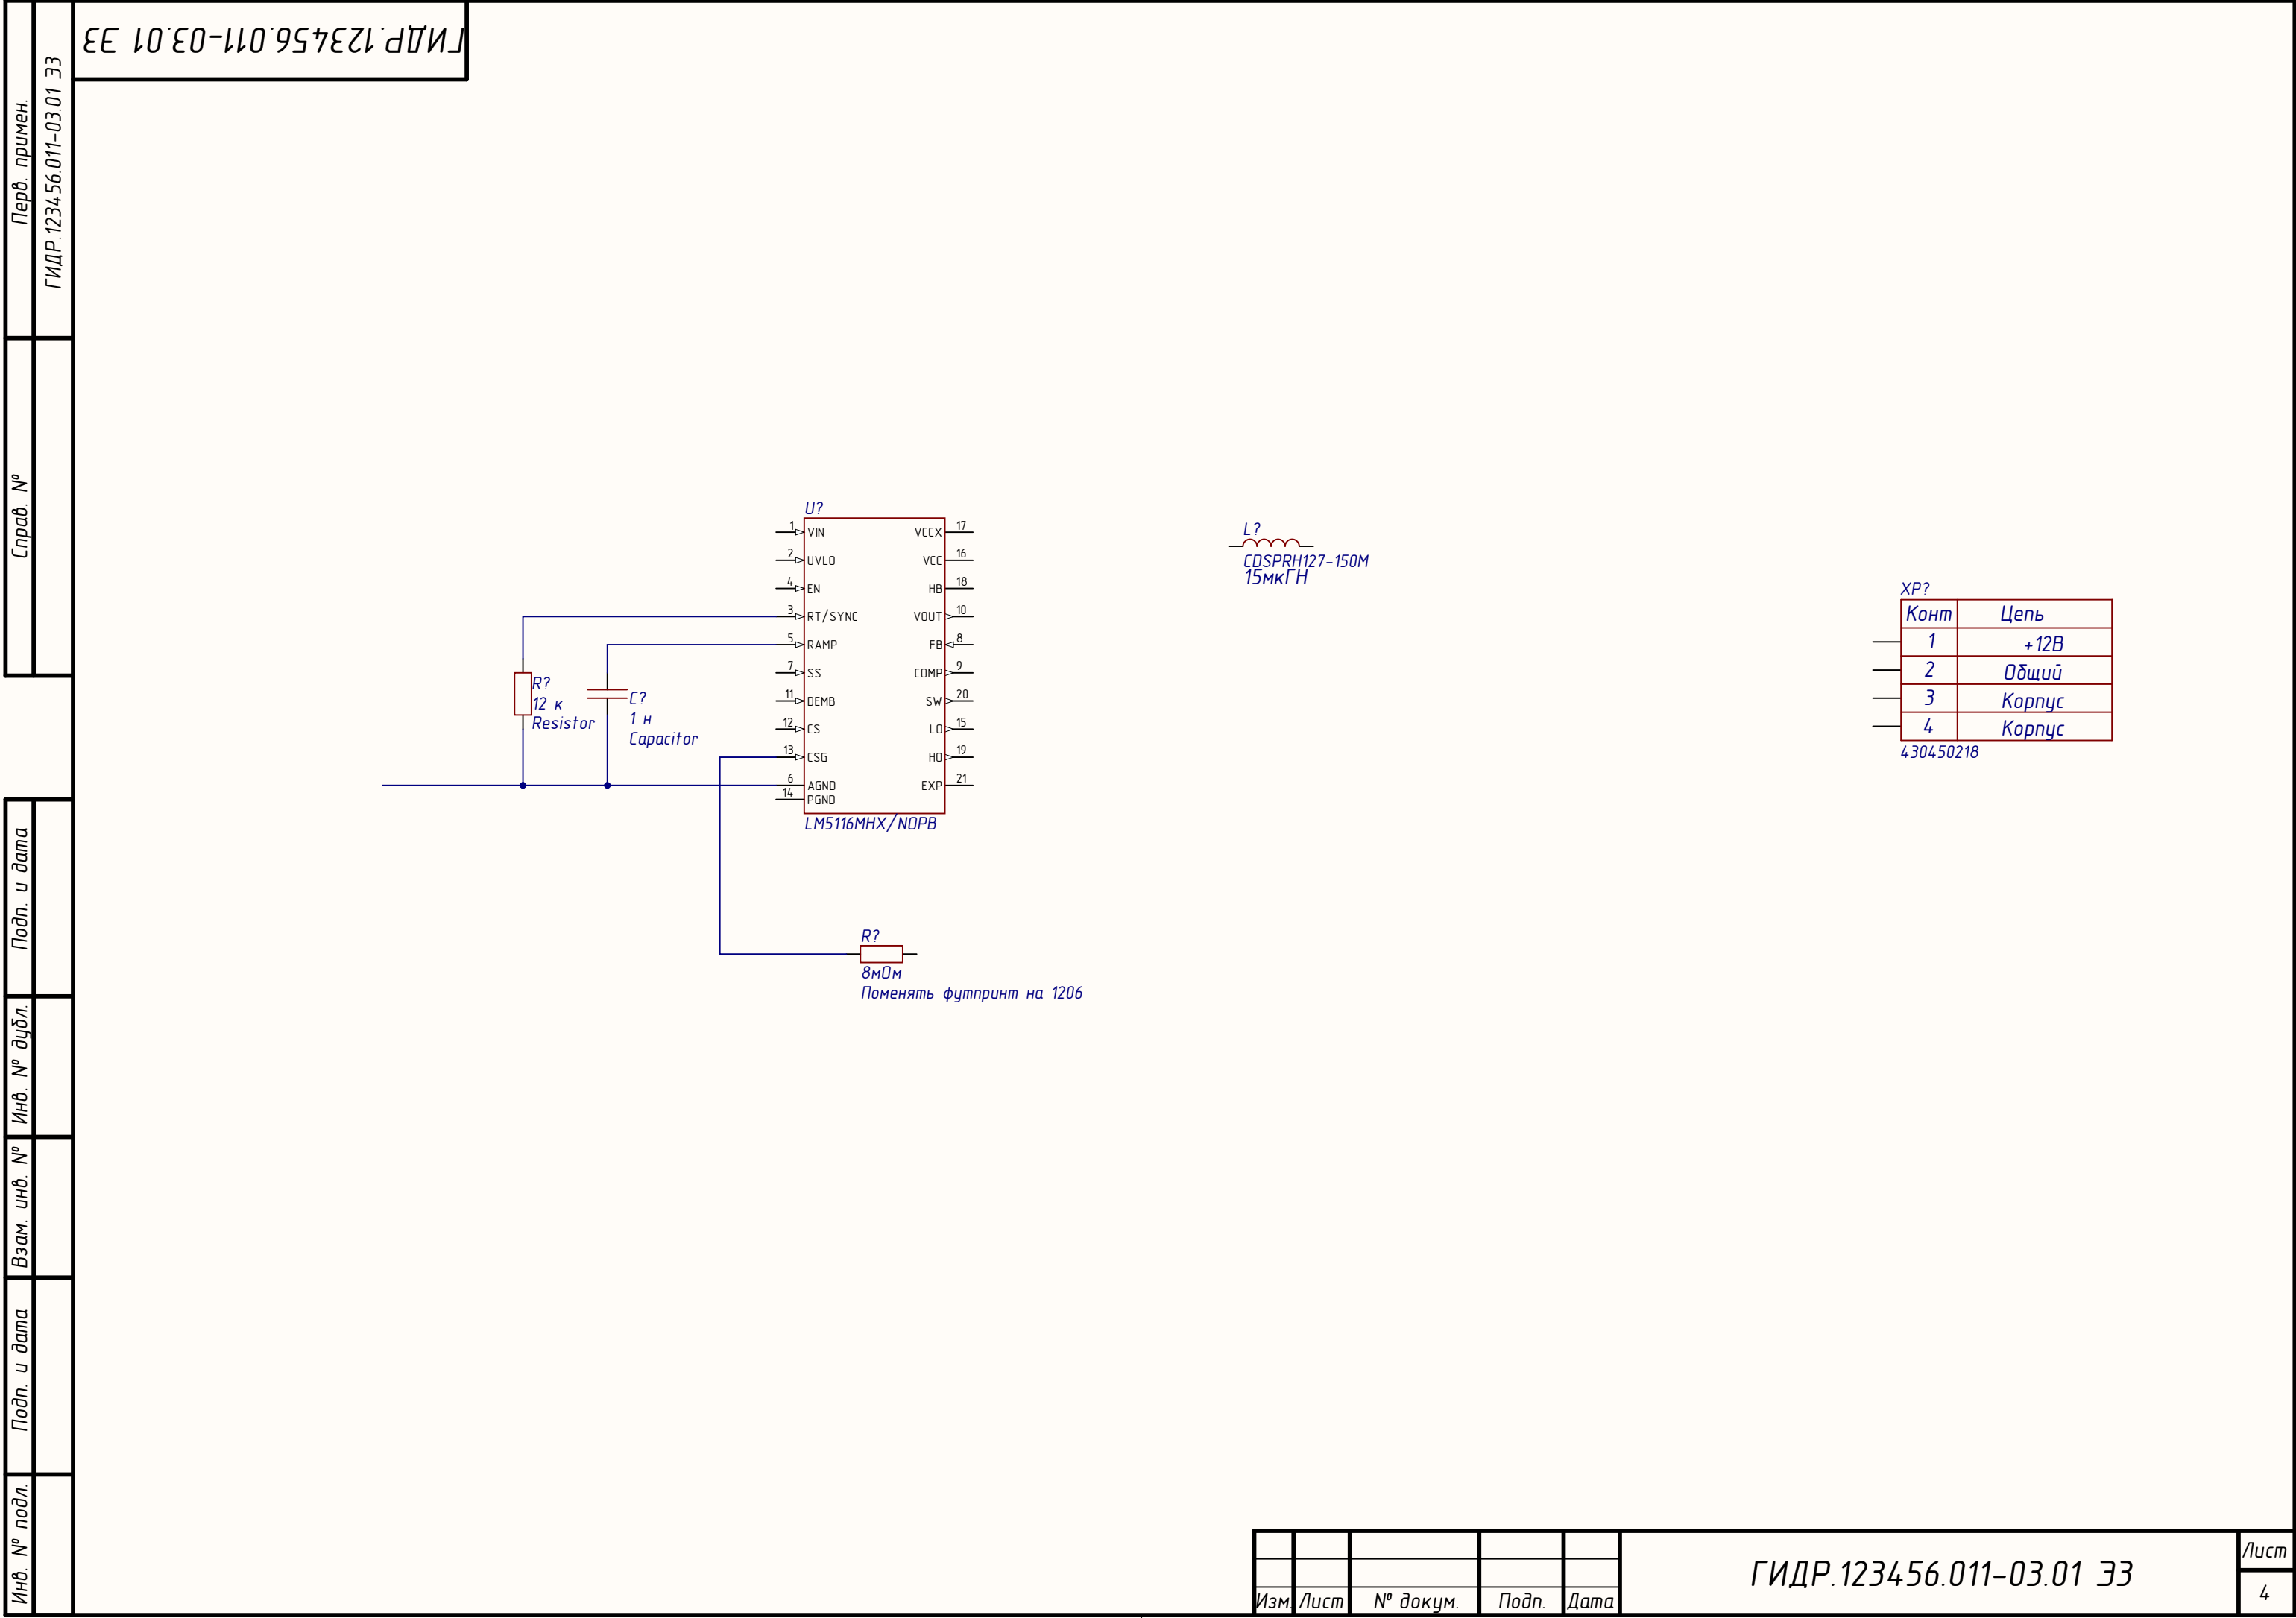 ГИДР.123456.011-03.01 Э3
Перв. примен.
ГИДР.123456.011-03.01 Э3
Справ. №
Подп. и дата
Инв. № дубл.
Взам. инв. №
Подп. и дата
Инв. № подл.
U?
1 VIN
2 UVLO
4 EN
3 RT/SYNC
5 RAMP
7 SS
11 DEMB
12 CS
13 CSG
6 AGND
14 PGND
VCCX 17
VCC 16
HB 18
VOUT 10
FB 8
COMP 9
SW 20
LO 15
HO 19
EXP 21
LM5116MHX/NOPB
R?
12 к
Resistor
C?
1 н
Capacitor
R?
8мОм
Поменять футпринт на 1206
L?
CDSPRH127-150M
15мкГН
XP?
Конт Цепь
1 +12В
2 Общий
3 Корпус
4 Корпус
430450218
Изм. Лист № докум. Подп. Дата
ГИДР.123456.011-03.01 Э3
Лист
4